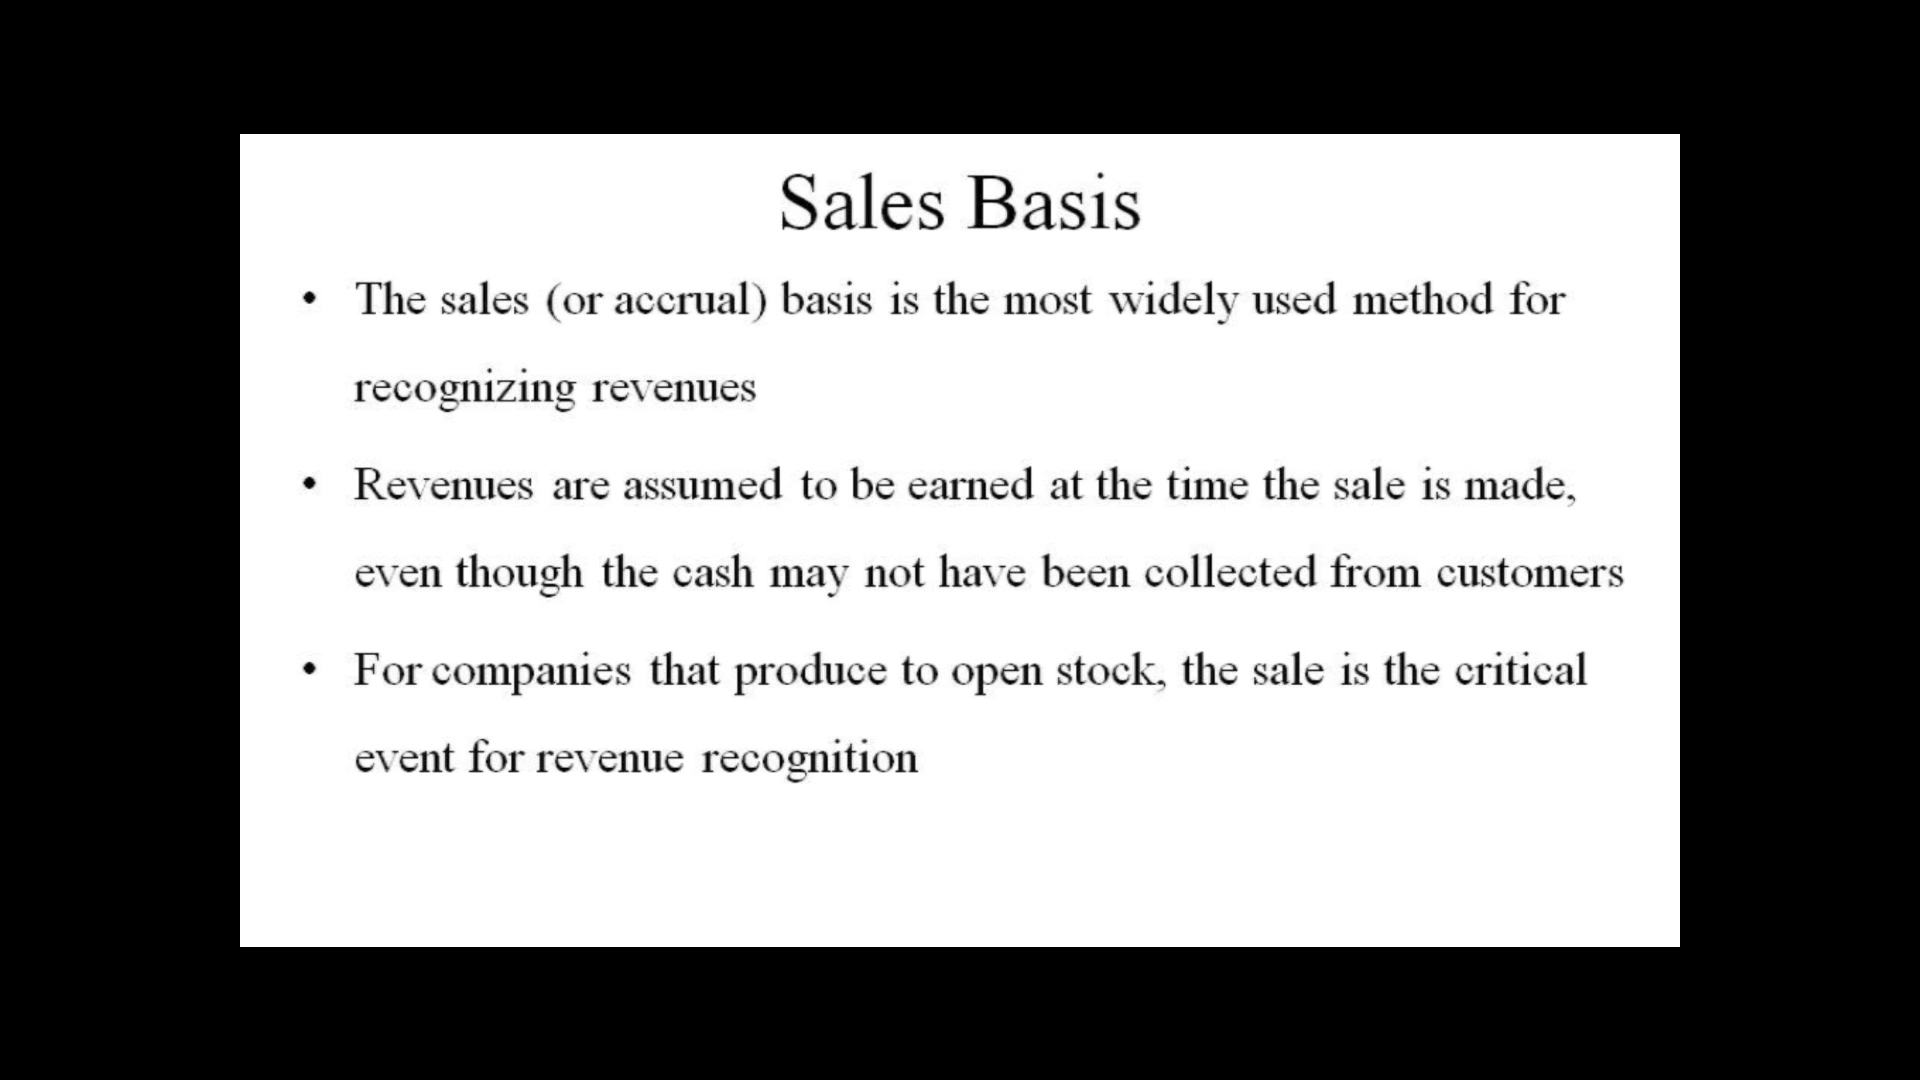 Sales Basis
• The sales (or accrual) basis is the most widely used method for
recognizing revenues
• Revenues are assumed to be earned at the time the sale is made,
even though the cash may not have been collected from customers
• For companies that produce to open stock, the sale is the critical
event for revenue recognition